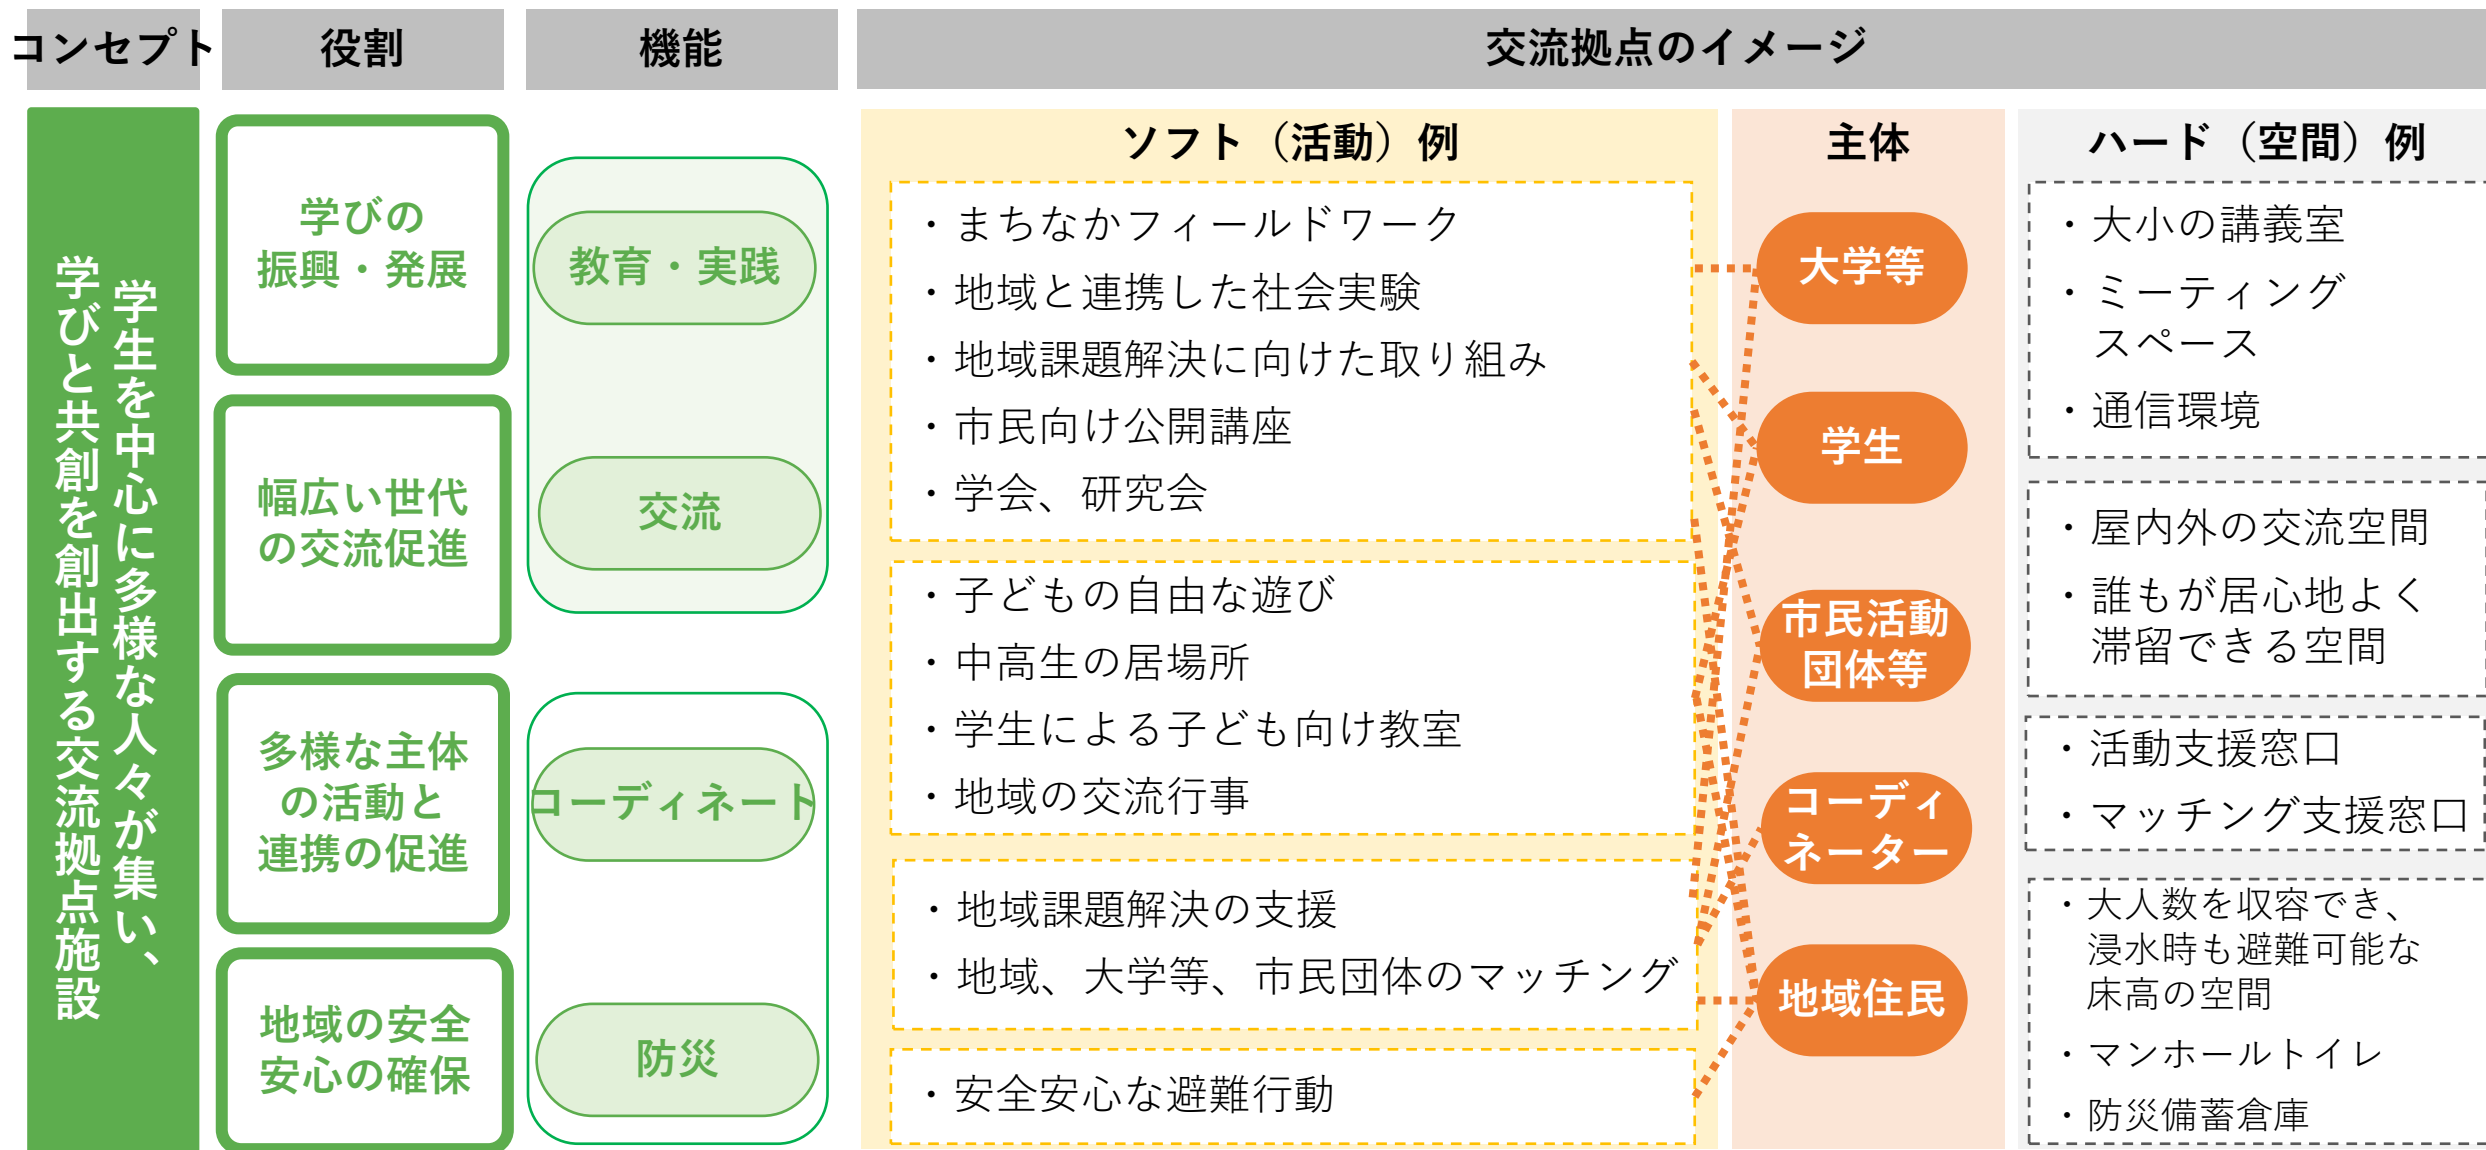 コンセプト
役割
機能
交流拠点のイメージ
学生を中心に多様な人々が集い、
学びと共創を創出する交流拠点施設
学びの
振興・発展
幅広い世代
の交流促進
多様な主体
の活動と
連携の促進
地域の安全
安心の確保
教育・実践
交流
コーディネート
防災
ソフト（活動）例
・まちなかフィールドワーク
・地域と連携した社会実験
・地域課題解決に向けた取り組み
・市民向け公開講座
・学会、研究会
・子どもの自由な遊び
・中高生の居場所
・学生による子ども向け教室
・地域の交流行事
・地域課題解決の支援
・地域、大学等、市民団体のマッチング
・安全安心な避難行動
主体
大学等
学生
市民活動
団体等
コーディ
ネーター
地域住民
ハード（空間）例
・大小の講義室
・ミーティング
スペース
・通信環境
・屋内外の交流空間
・誰もが居心地よく
滞留できる空間
・活動支援窓口
・マッチング支援窓口
・大人数を収容でき、
浸水時も避難可能な
床高の空間
・マンホールトイレ
・防災備蓄倉庫